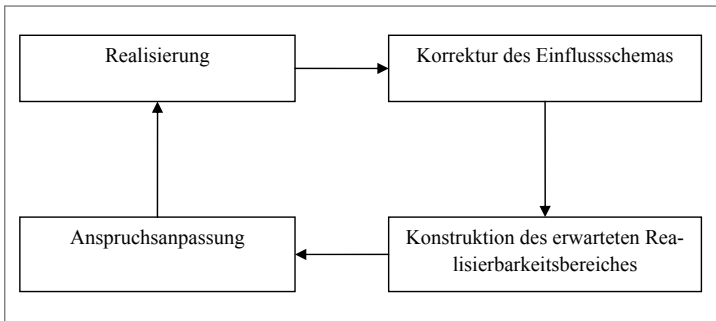 Realisierung
Korrektur des Einflussschemas
Anspruchsanpassung
Konstruktion des erwarteten Rea-
lisierbarkeitsbereiches